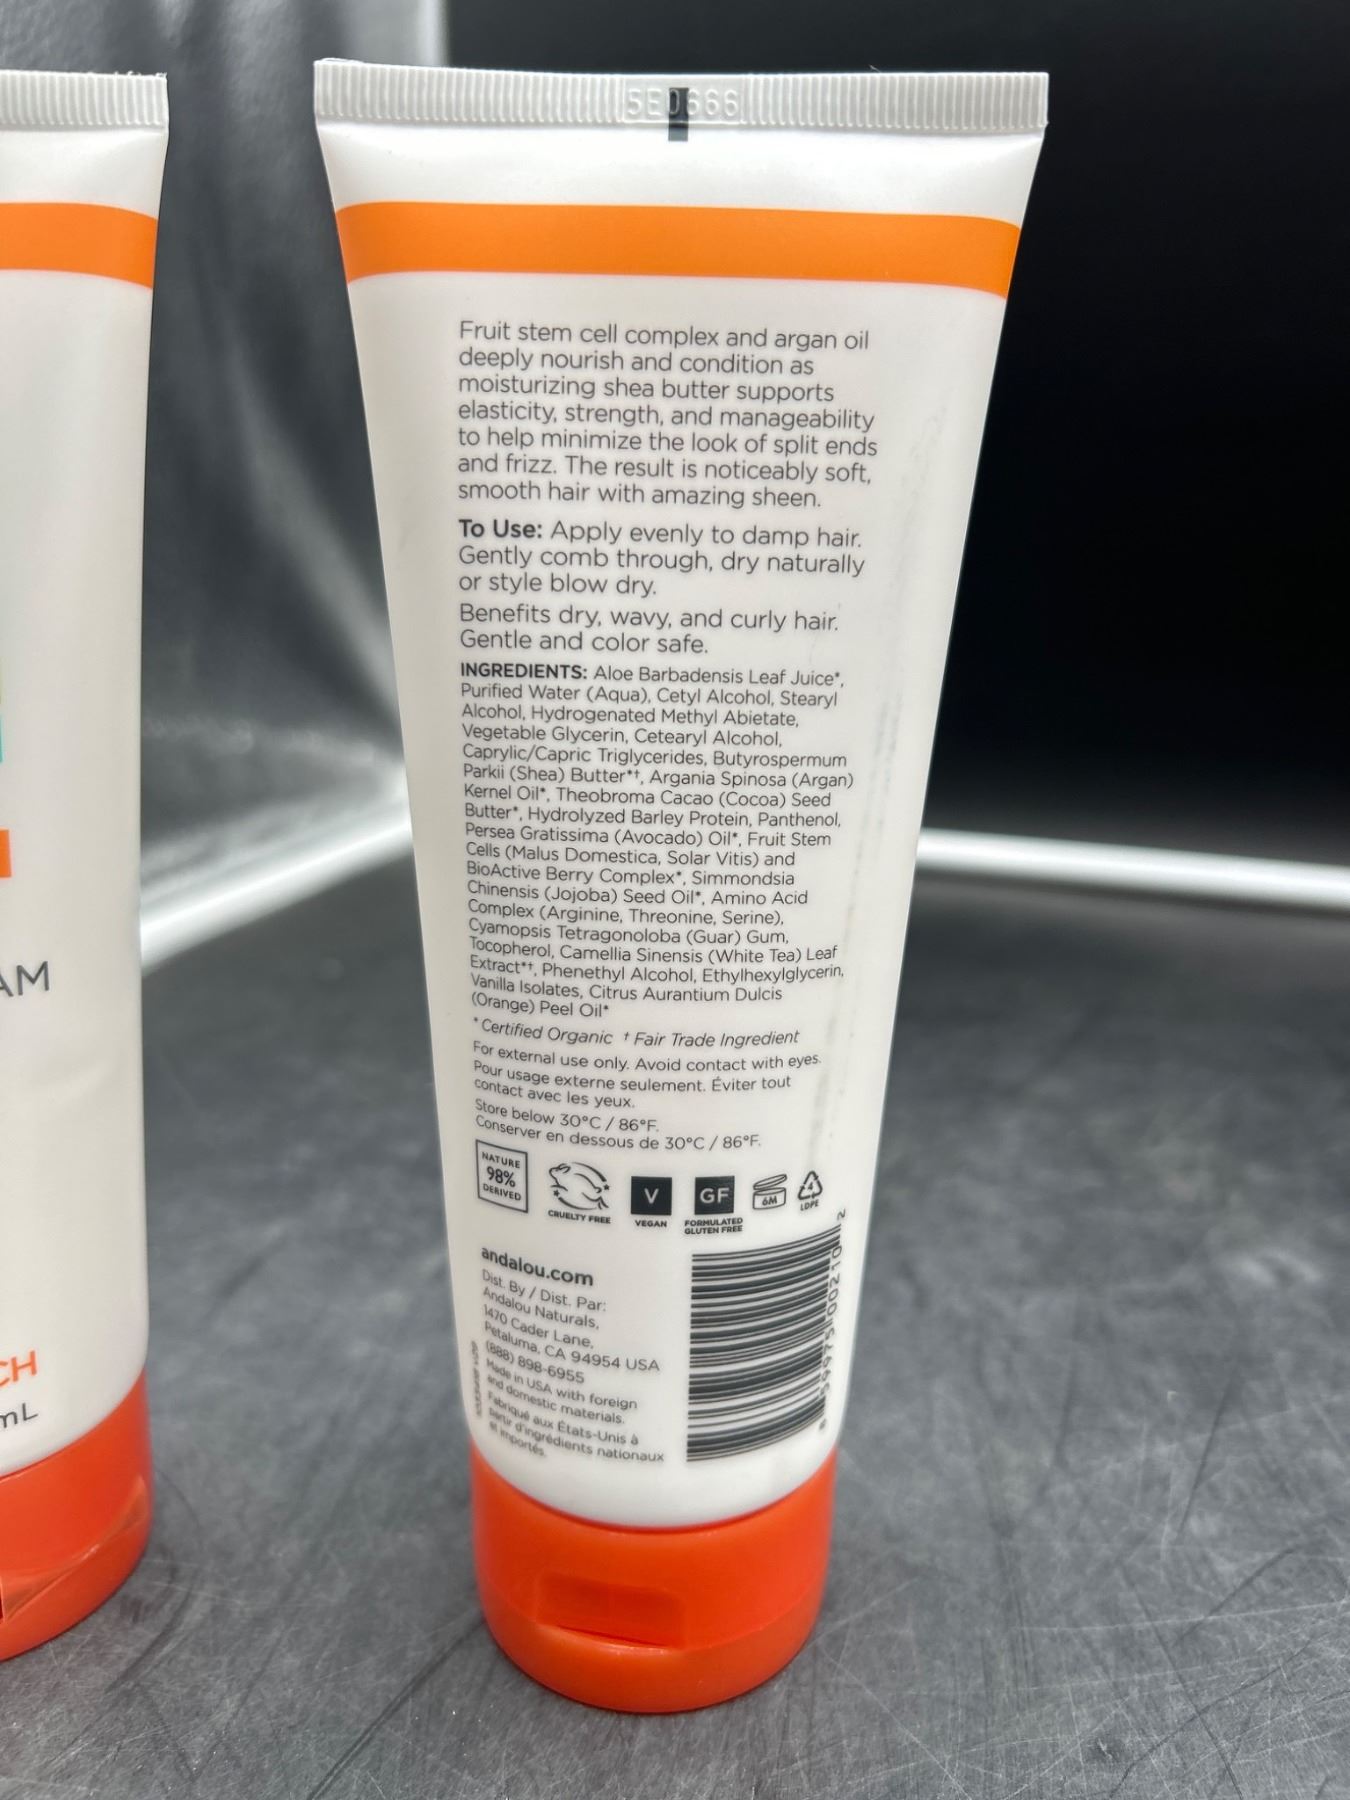 5E0666
Fruit stem cell complex and argan oil
deeply nourish and condition as
moisturizing shea butter supports
elasticity, strength, and manageability
to help minimize the look of split ends
and frizz. The result is noticeably soft,
smooth hair with amazing sheen.
To Use: Apply evenly to damp hair.
Gently comb through, dry naturally
or style blow dry.
Benefits dry, wavy, and curly hair.
Gentle and color safe.
INGREDIENTS: Aloe Barbadensis Leaf Juice*,
Purified Water (Aqua), Cetyl Alcohol, Stearyl
Alcohol, Hydrogenated Methyl Abietate,
Vegetable Glycerin, Cetearyl Alcohol,
Caprylic/Capric Triglycerides, Butyrospermum
Parkii (Shea) Butter*†, Argania Spinosa (Argan)
Kernel Oil*, Theobroma Cacao (Cocoa) Seed
Butter*, Hydrolyzed Barley Protein, Panthenol,
Persea Gratissima (Avocado) Oil*, Fruit Stem
Cells (Malus Domestica, Solar Vitis) and
BioActive Berry Complex*, Simmondsia
Chinensis (Jojoba) Seed Oil*, Amino Acid
Complex (Arginine, Threonine, Serine),
Cyamopsis Tetragonoloba (Guar) Gum,
Tocopherol, Camellia Sinensis (White Tea) Leaf
Extract*†, Phenethyl Alcohol, Ethylhexylglycerin,
Vanilla Isolates, Citrus Aurantium Dulcis
(Orange) Peel Oil*
* Certified Organic † Fair Trade Ingredient
For external use only. Avoid contact with eyes.
Pour usage externe seulement. Éviter tout
contact avec les yeux.
Store below 30°C / 86°F.
Conserver en dessous de 30°C / 86°F.
NATURE
98%
DERIVED
CRUELTY FREE
V
VEGAN
GF
FORMULATED
GLUTEN FREE
6M
4
LDPE
andalou.com
Dist. By / Dist. Par:
Andalou Naturals,
1470 Cader Lane,
Petaluma, CA 94954 USA
(888) 898-6955
Made in USA with foreign
and domestic materials.
Fabriqué aux États-Unis à
partir d'ingrédients nationaux
et importés.
8 59975 00210 2
AM
CH
mL